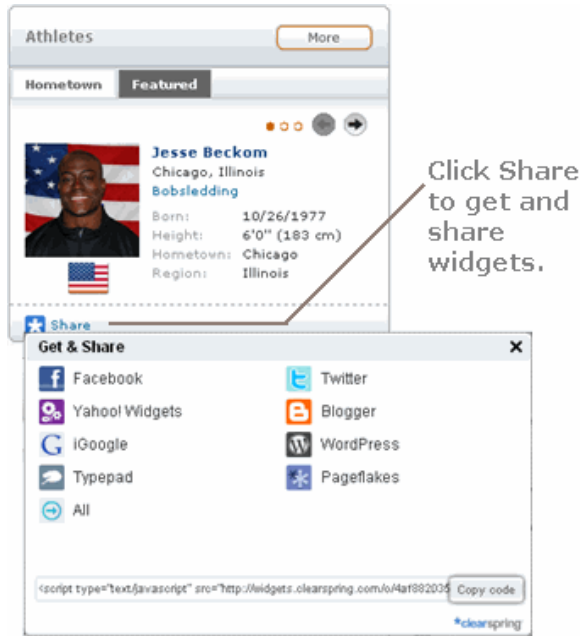 Athletes
More
Hometown
Featured
Jesse Beckom
Chicago, Illinois
Bobsledding
Born: 10/26/1977
Height: 6'0" (183 cm)
Hometown: Chicago
Region: Illinois
Share
Click Share
to get and
share
widgets.
Get & Share
Facebook
Twitter
Yahoo! Widgets
Blogger
iGoogle
WordPress
Typepad
Pageflakes
All
<script type="text/javascript" src="http://widgets.clearspring.com/o/4af882035
Copy code
clearspring